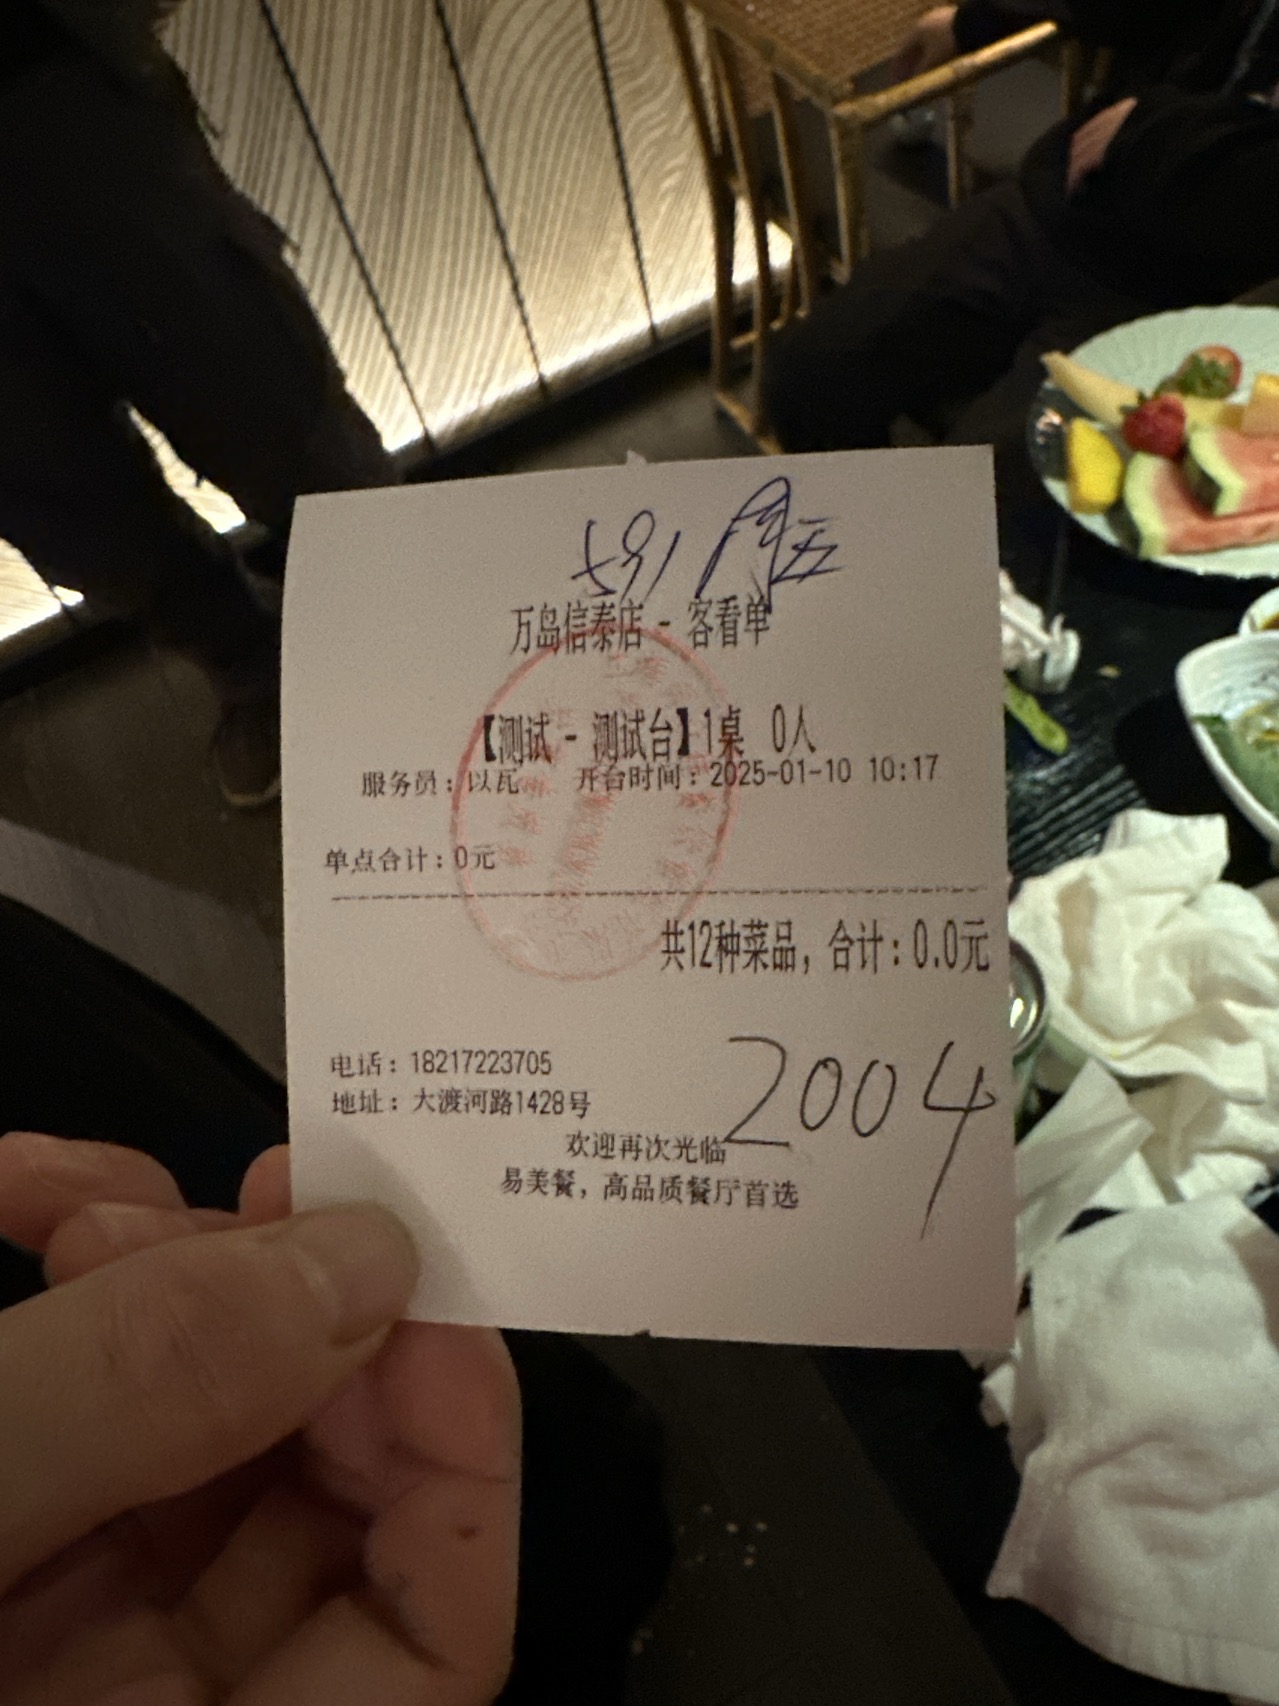 万岛信泰店 - 客看单
【测试 - 测试台】1桌 0人
服务员：以瓦 开台时间：2025-01-10 10:17
单点合计：0元
共12种菜品，合计：0.0元
电话：18217223705
2004
地址：大渡河路1428号
欢迎再次光临
易美餐，高品质餐厅首选